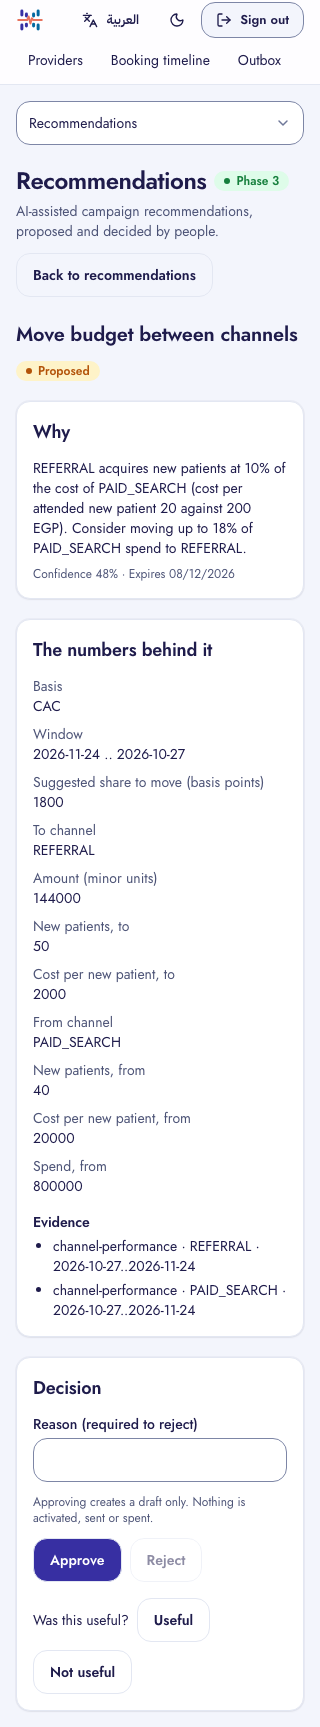 العربية
Sign out
Providers
Booking timeline
Outbox
Recommendations
Recommendations
Phase 3
AI-assisted campaign recommendations,
proposed and decided by people.
Back to recommendations
Move budget between channels
Proposed
Why
REFERRAL acquires new patients at 10% of
the cost of PAID_SEARCH (cost per
attended new patient 20 against 200
EGP). Consider moving up to 18% of
PAID_SEARCH spend to REFERRAL.
Confidence 48% · Expires 08/12/2026
The numbers behind it
Basis
CAC
Window
2026-11-24 .. 2026-10-27
Suggested share to move (basis points)
1800
To channel
REFERRAL
Amount (minor units)
144000
New patients, to
50
Cost per new patient, to
2000
From channel
PAID_SEARCH
New patients, from
40
Cost per new patient, from
20000
Spend, from
800000
Evidence
channel-performance · REFERRAL ·
2026-10-27..2026-11-24
channel-performance · PAID_SEARCH ·
2026-10-27..2026-11-24
Decision
Reason (required to reject)
Approving creates a draft only. Nothing is
activated, sent or spent.
Approve
Reject
Was this useful?
Useful
Not useful